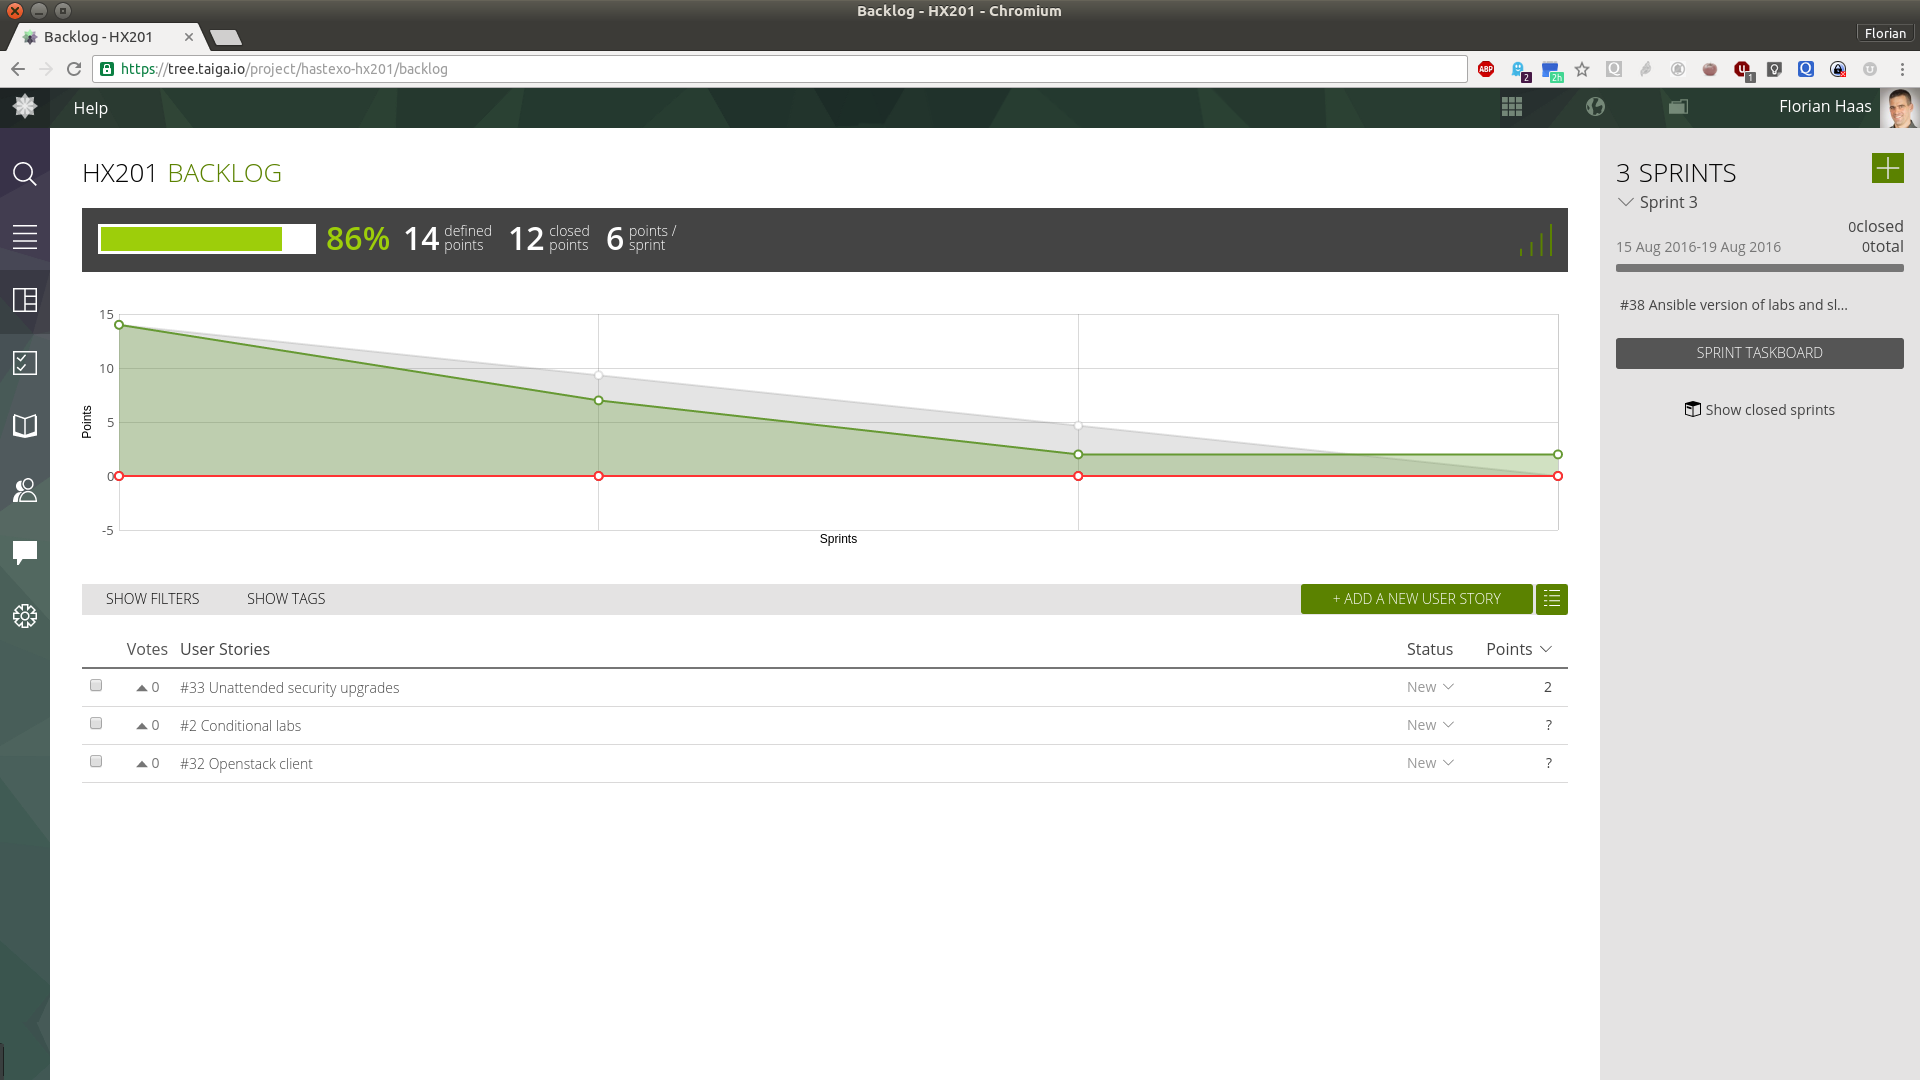 Backlog - HX201 - Chromium
Backlog - HX201
Florian
https://tree.taiga.io/project/hastexo-hx201/backlog
ABP
2
2h
1
Help
Florian Haas
HX201 BACKLOG
86% 14 defined points 12 closed points 6 points / sprint
15
10
5
0
-5
Points
Sprints
SHOW FILTERS SHOW TAGS
+ ADD A NEW USER STORY
Votes User Stories Status Points
0 #33 Unattended security upgrades New 2
0 #2 Conditional labs New ?
0 #32 Openstack client New ?
3 SPRINTS
Sprint 3
0closed
15 Aug 2016-19 Aug 2016 0total
#38 Ansible version of labs and sl...
SPRINT TASKBOARD
Show closed sprints